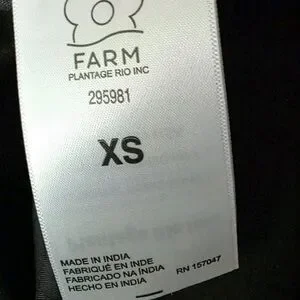 FARM
PLANTAGE RIO INC
295981
XS
MADE IN INDIA
FABRIQUÉ EN INDE
FABRICADO NA ÍNDIA
HECHO EN INDIA
RN 157047